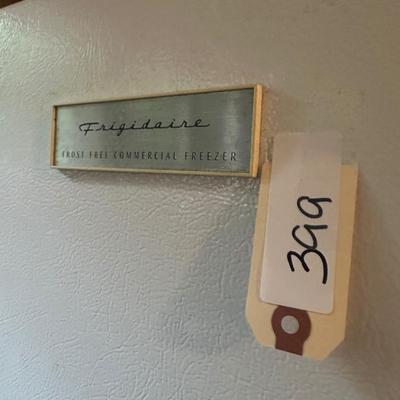 Frigidaire
FROST FREE COMMERCIAL FREEZER
399